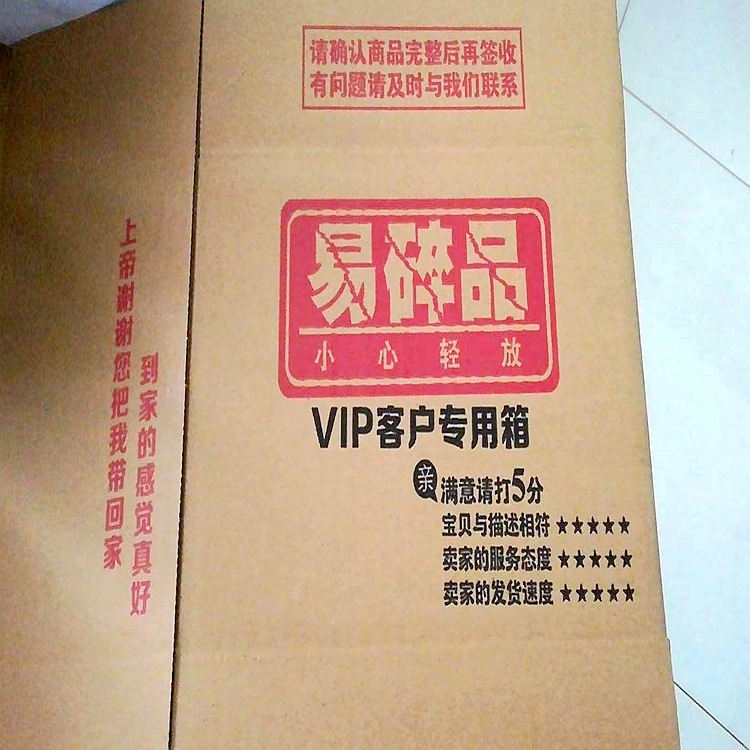 请确认商品完整后再签收
有问题请及时与我们联系
易碎品
小心轻放
VIP客户专用箱
亲 满意请打5分
宝贝与描述相符 ★★★★★
卖家的服务态度 ★★★★★
卖家的发货速度 ★★★★★
上帝谢谢您把我带回家
到家的感觉真好